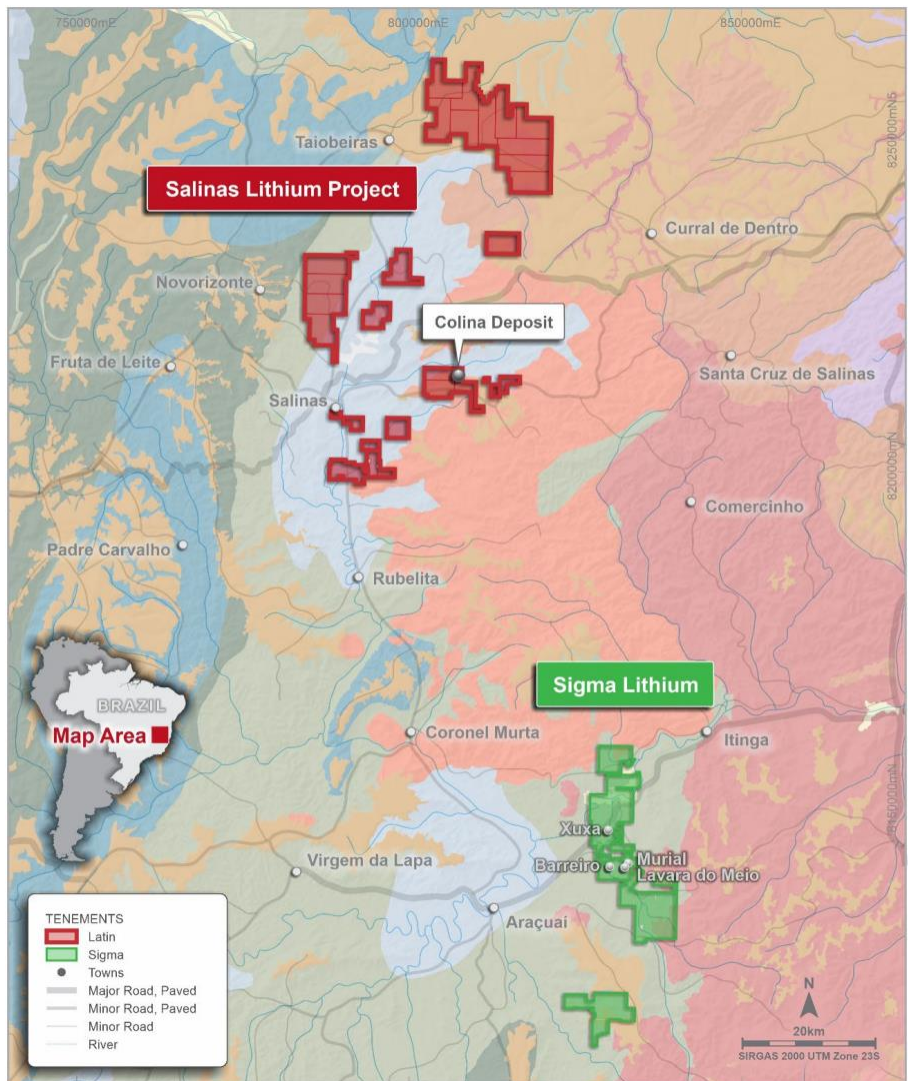 750000mE
800000mE
850000mE
8250000mN
Taiobeiras
Salinas Lithium Project
Curral de Dentro
Novorizonte
Colina Deposit
Fruta de Leite
Santa Cruz de Salinas
Salinas
8200000mN
Comercinho
Padre Carvalho
Rubelita
Sigma Lithium
BRAZIL
Map Area
Coronel Murta
Itinga
8150000mN
Xuxa
Murial
Barreiro
Lavara do Meio
Virgem da Lapa
Araçuaí
TENEMENTS
Latin
Sigma
Towns
Major Road, Paved
Minor Road, Paved
Minor Road
River
N
20km
SIRGAS 2000 UTM Zone 23S